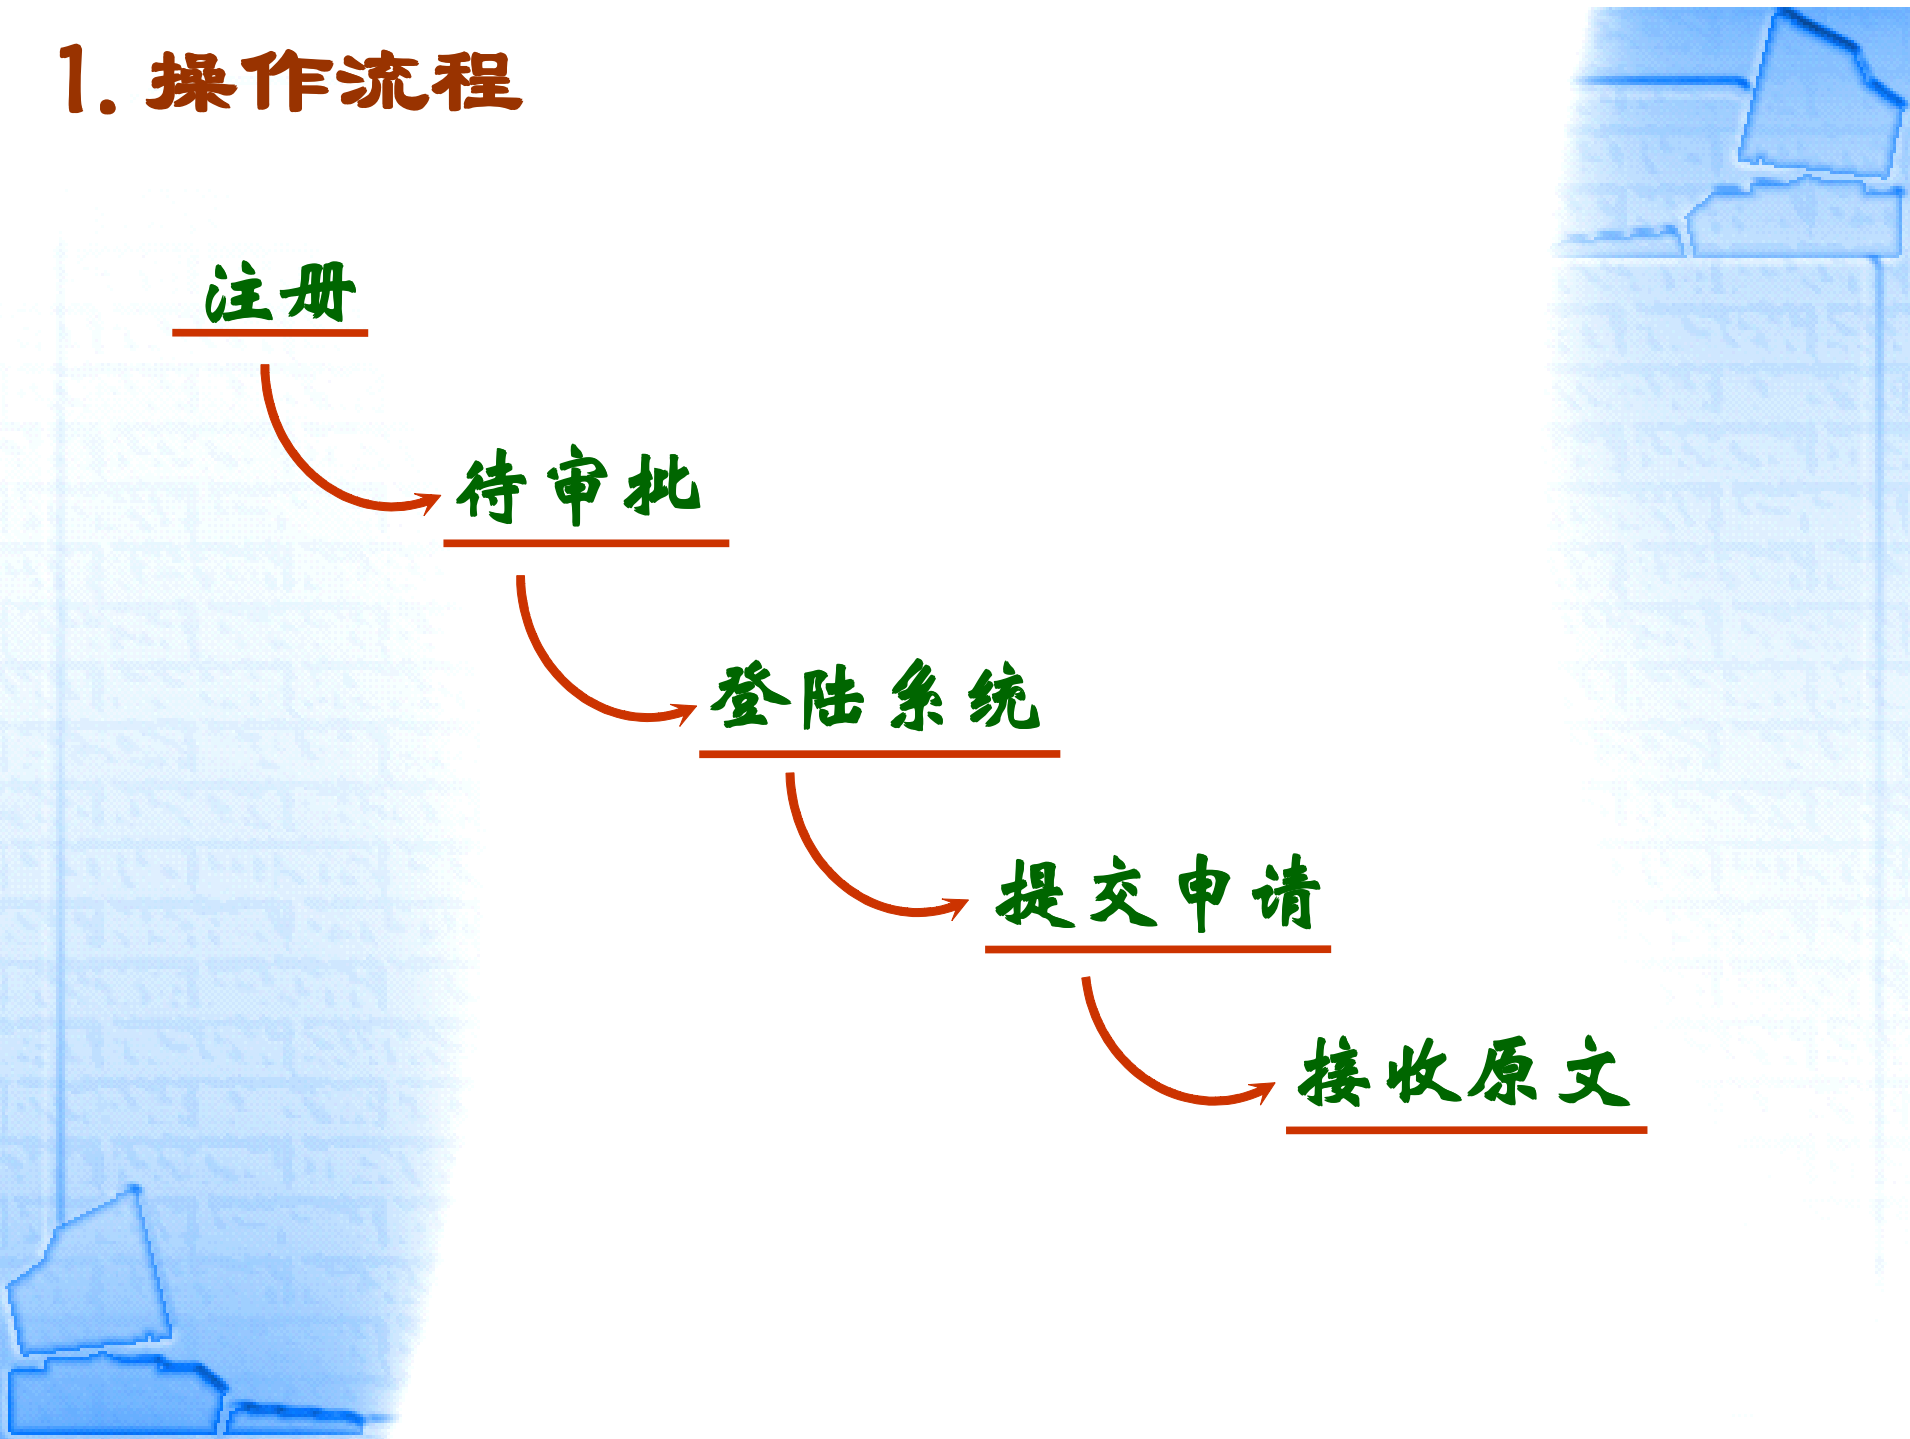 1. 操作流程
注册
待审批
登陆系统
提交申请
接收原文